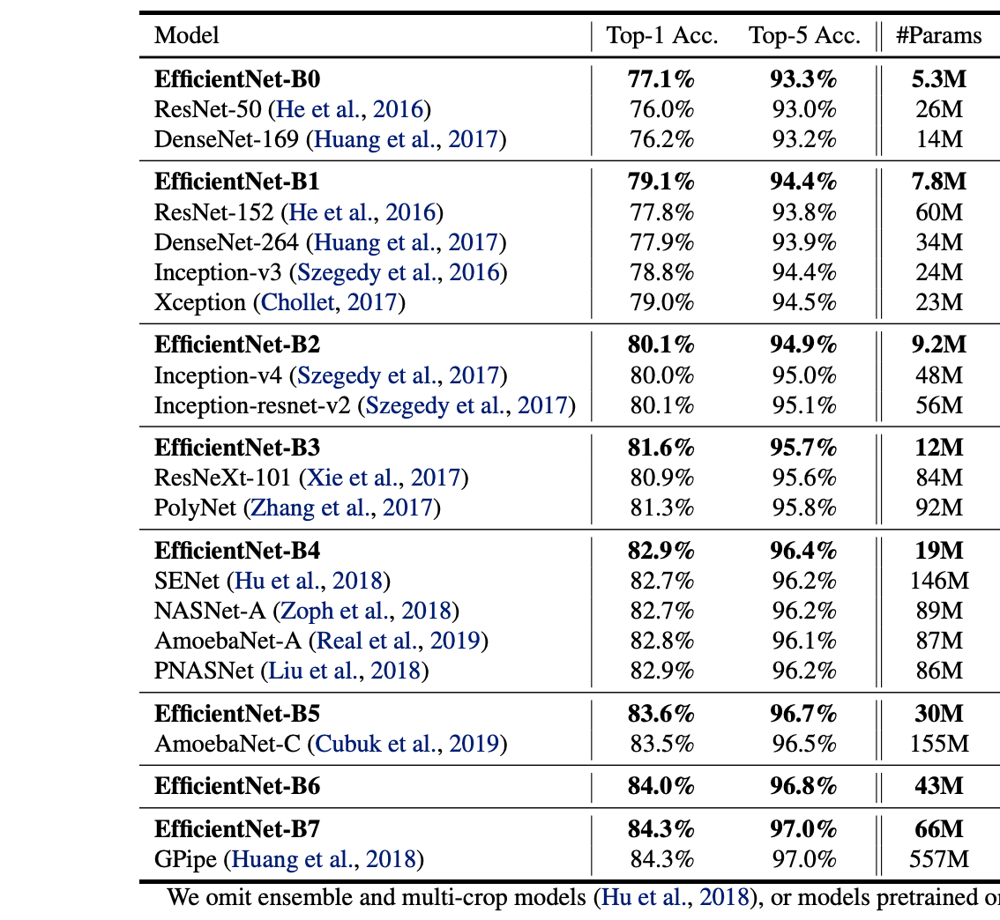 Model Top-1 Acc. Top-5 Acc. #Params
EfficientNet-B0 77.1% 93.3% 5.3M
ResNet-50 (He et al., 2016) 76.0% 93.0% 26M
DenseNet-169 (Huang et al., 2017) 76.2% 93.2% 14M
EfficientNet-B1 79.1% 94.4% 7.8M
ResNet-152 (He et al., 2016) 77.8% 93.8% 60M
DenseNet-264 (Huang et al., 2017) 77.9% 93.9% 34M
Inception-v3 (Szegedy et al., 2016) 78.8% 94.4% 24M
Xception (Chollet, 2017) 79.0% 94.5% 23M
EfficientNet-B2 80.1% 94.9% 9.2M
Inception-v4 (Szegedy et al., 2017) 80.0% 95.0% 48M
Inception-resnet-v2 (Szegedy et al., 2017) 80.1% 95.1% 56M
EfficientNet-B3 81.6% 95.7% 12M
ResNeXt-101 (Xie et al., 2017) 80.9% 95.6% 84M
PolyNet (Zhang et al., 2017) 81.3% 95.8% 92M
EfficientNet-B4 82.9% 96.4% 19M
SENet (Hu et al., 2018) 82.7% 96.2% 146M
NASNet-A (Zoph et al., 2018) 82.7% 96.2% 89M
AmoebaNet-A (Real et al., 2019) 82.8% 96.1% 87M
PNASNet (Liu et al., 2018) 82.9% 96.2% 86M
EfficientNet-B5 83.6% 96.7% 30M
AmoebaNet-C (Cubuk et al., 2019) 83.5% 96.5% 155M
EfficientNet-B6 84.0% 96.8% 43M
EfficientNet-B7 84.3% 97.0% 66M
GPipe (Huang et al., 2018) 84.3% 97.0% 557M
We omit ensemble and multi-crop models (Hu et al., 2018), or models pretrained